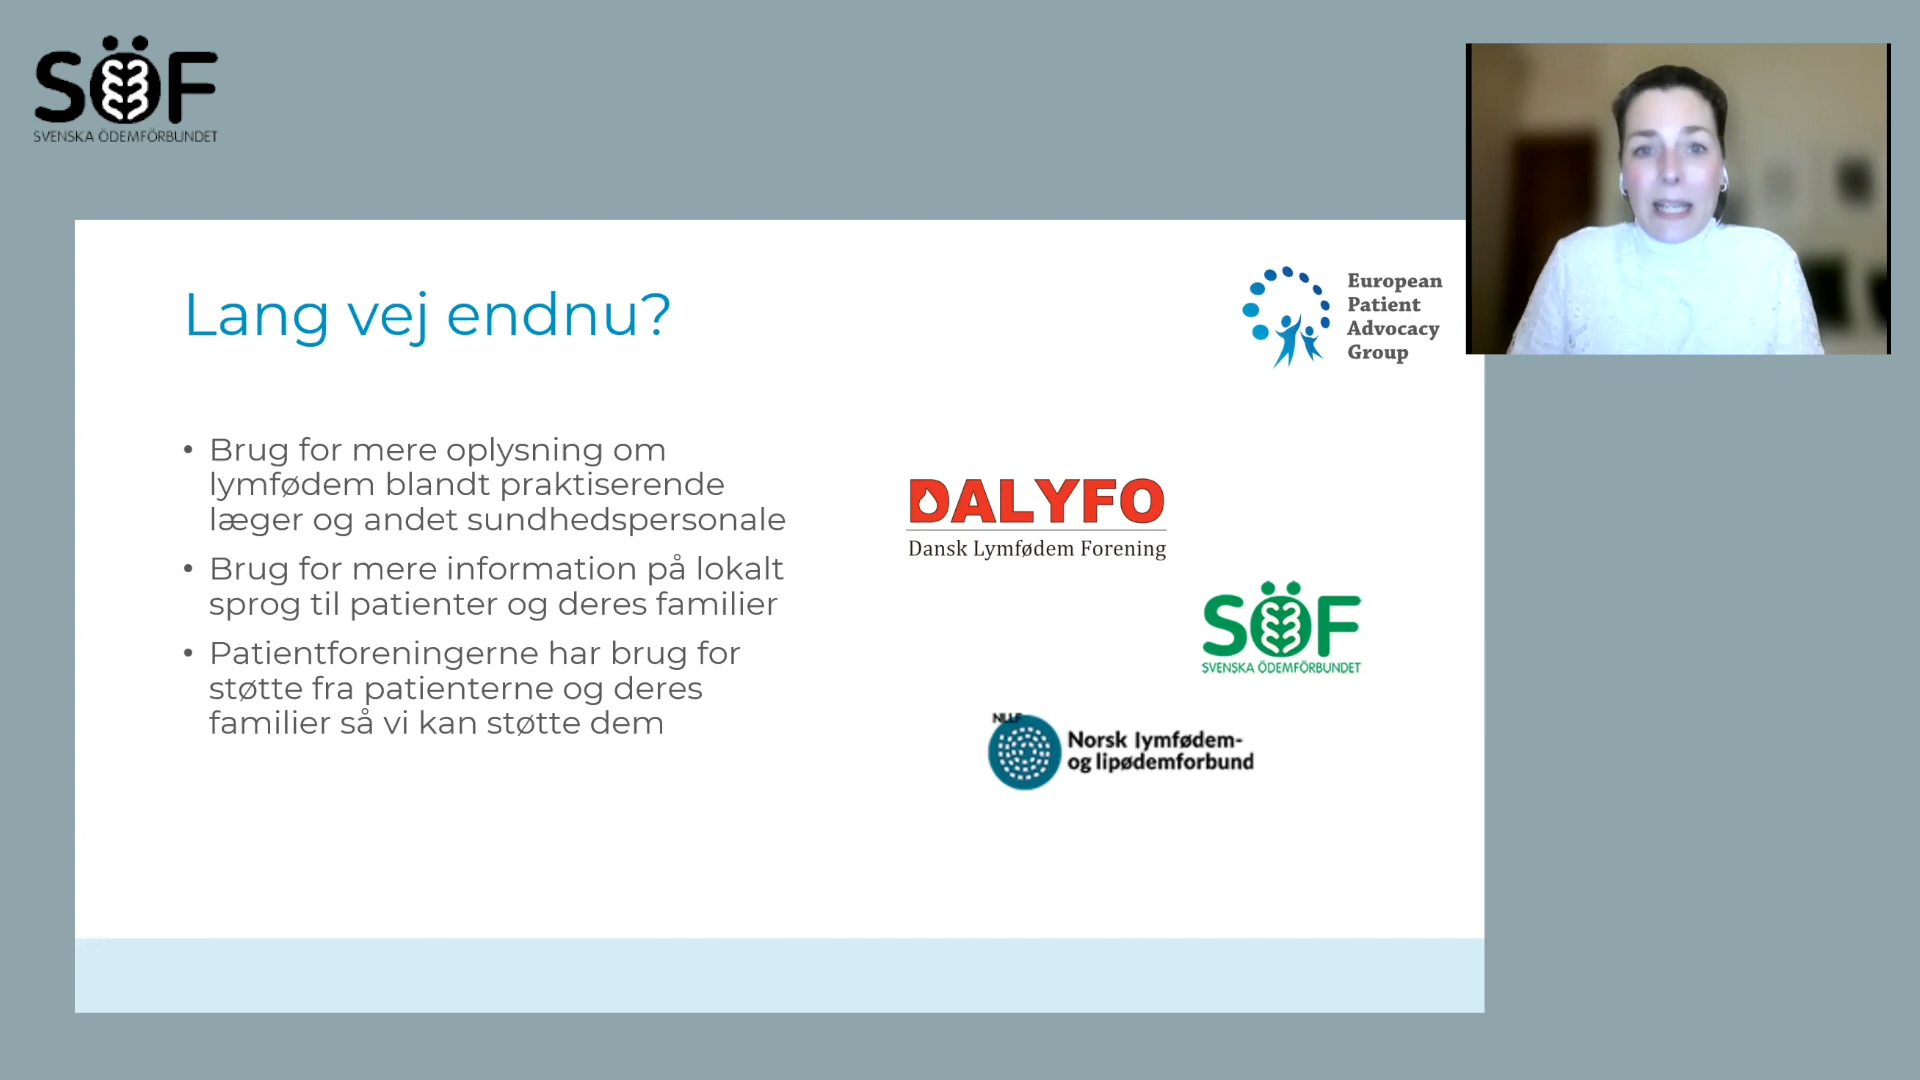 SÖF
SVENSKA ÖDEMFÖRBUNDET
Lang vej endnu?
European
Patient
Advocacy
Group
• Brug for mere oplysning om
lymfødem blandt praktiserende
læger og andet sundhedspersonale
• Brug for mere information på lokalt
sprog til patienter og deres familier
• Patientforeningerne har brug for
støtte fra patienterne og deres
familier så vi kan støtte dem
DALYFO
Dansk Lymfødem Forening
SÖF
SVENSKA ÖDEMFÖRBUNDET
NLLF
Norsk lymfødem-
og lipødemforbund